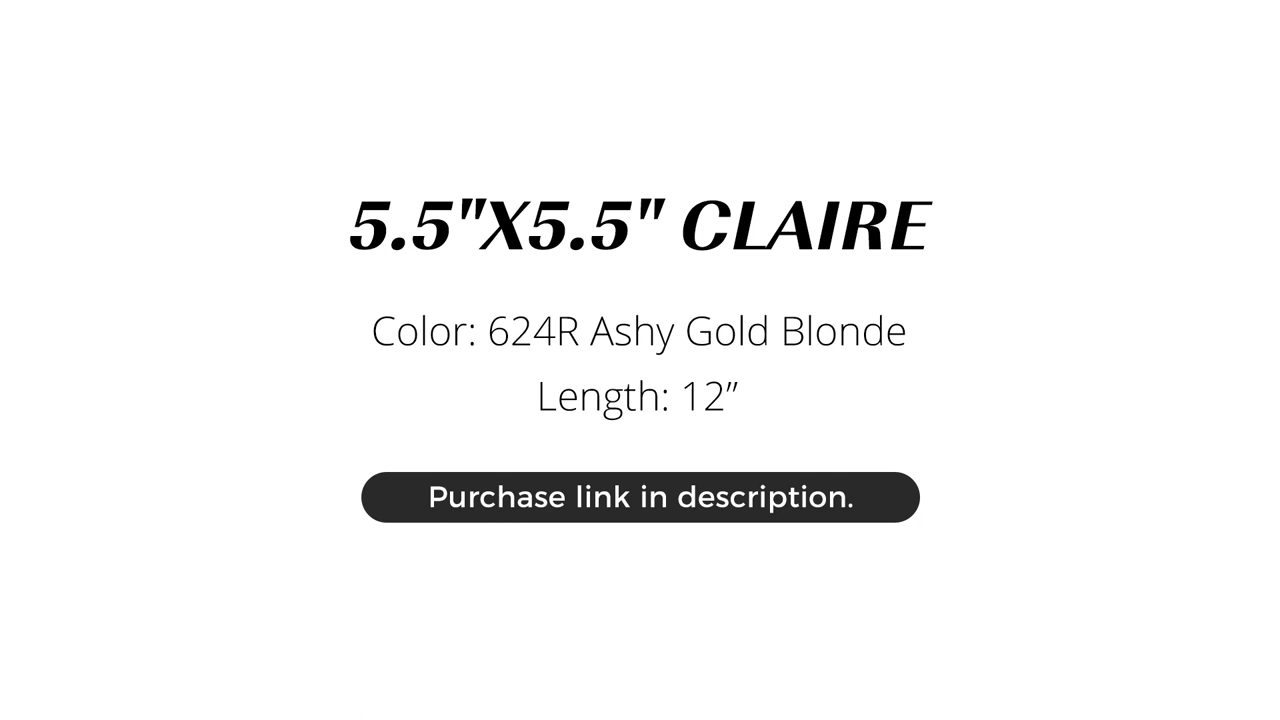 5.5"X5.5" CLAIRE
Color: 624R Ashy Gold Blonde
Length: 12”
Purchase link in description.